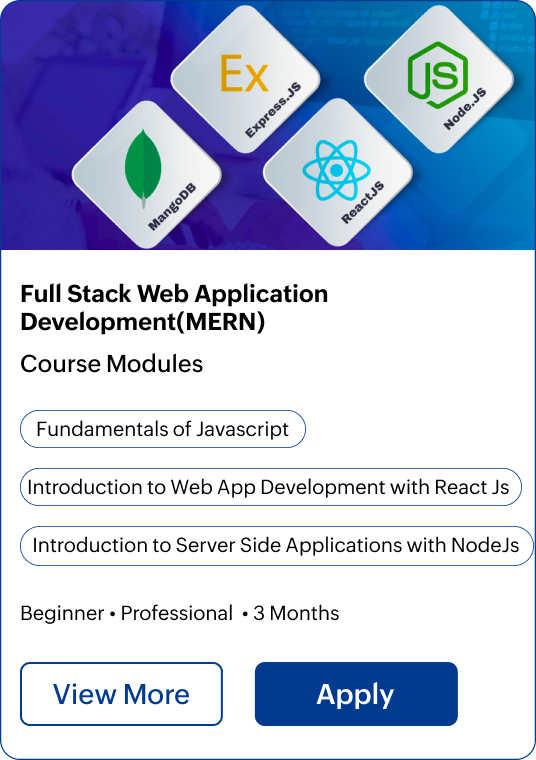 Ex
Express.JS
JS
Node.JS
MangoDB
ReactJS
Full Stack Web Application
Development(MERN)
Course Modules
Fundamentals of Javascript
Introduction to Web App Development with React Js
Introduction to Server Side Applications with NodeJs
Beginner • Professional • 3 Months
View More
Apply